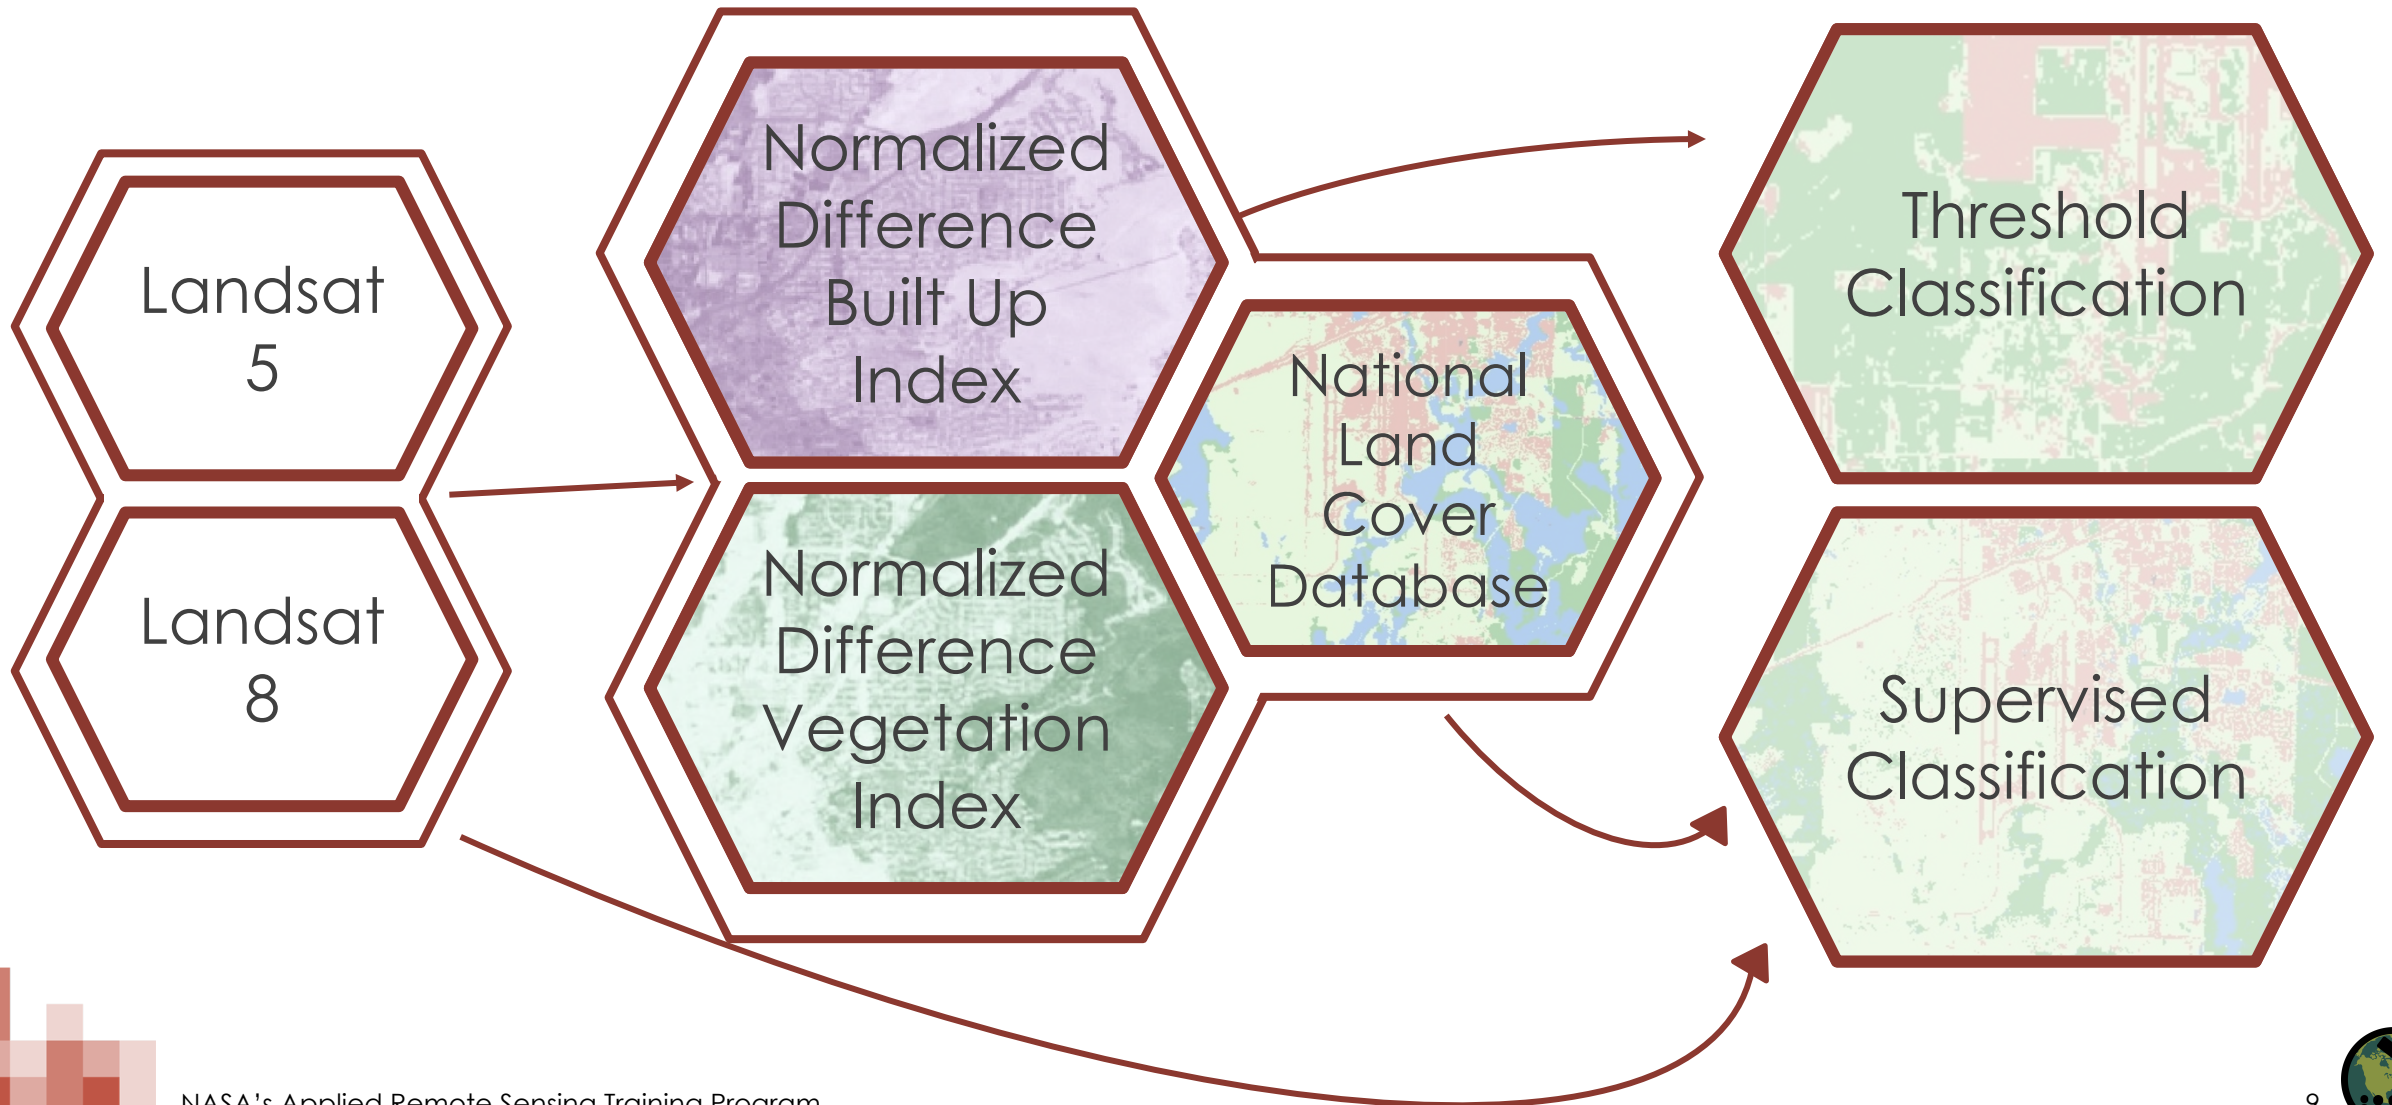 Landsat
5
Landsat
8
Normalized
Difference
Built Up
Index
Normalized
Difference
Vegetation
Index
National
Land
Cover
Database
Threshold
Classification
Supervised
Classification
NASA's Applied Remote Sensing Training Program
9